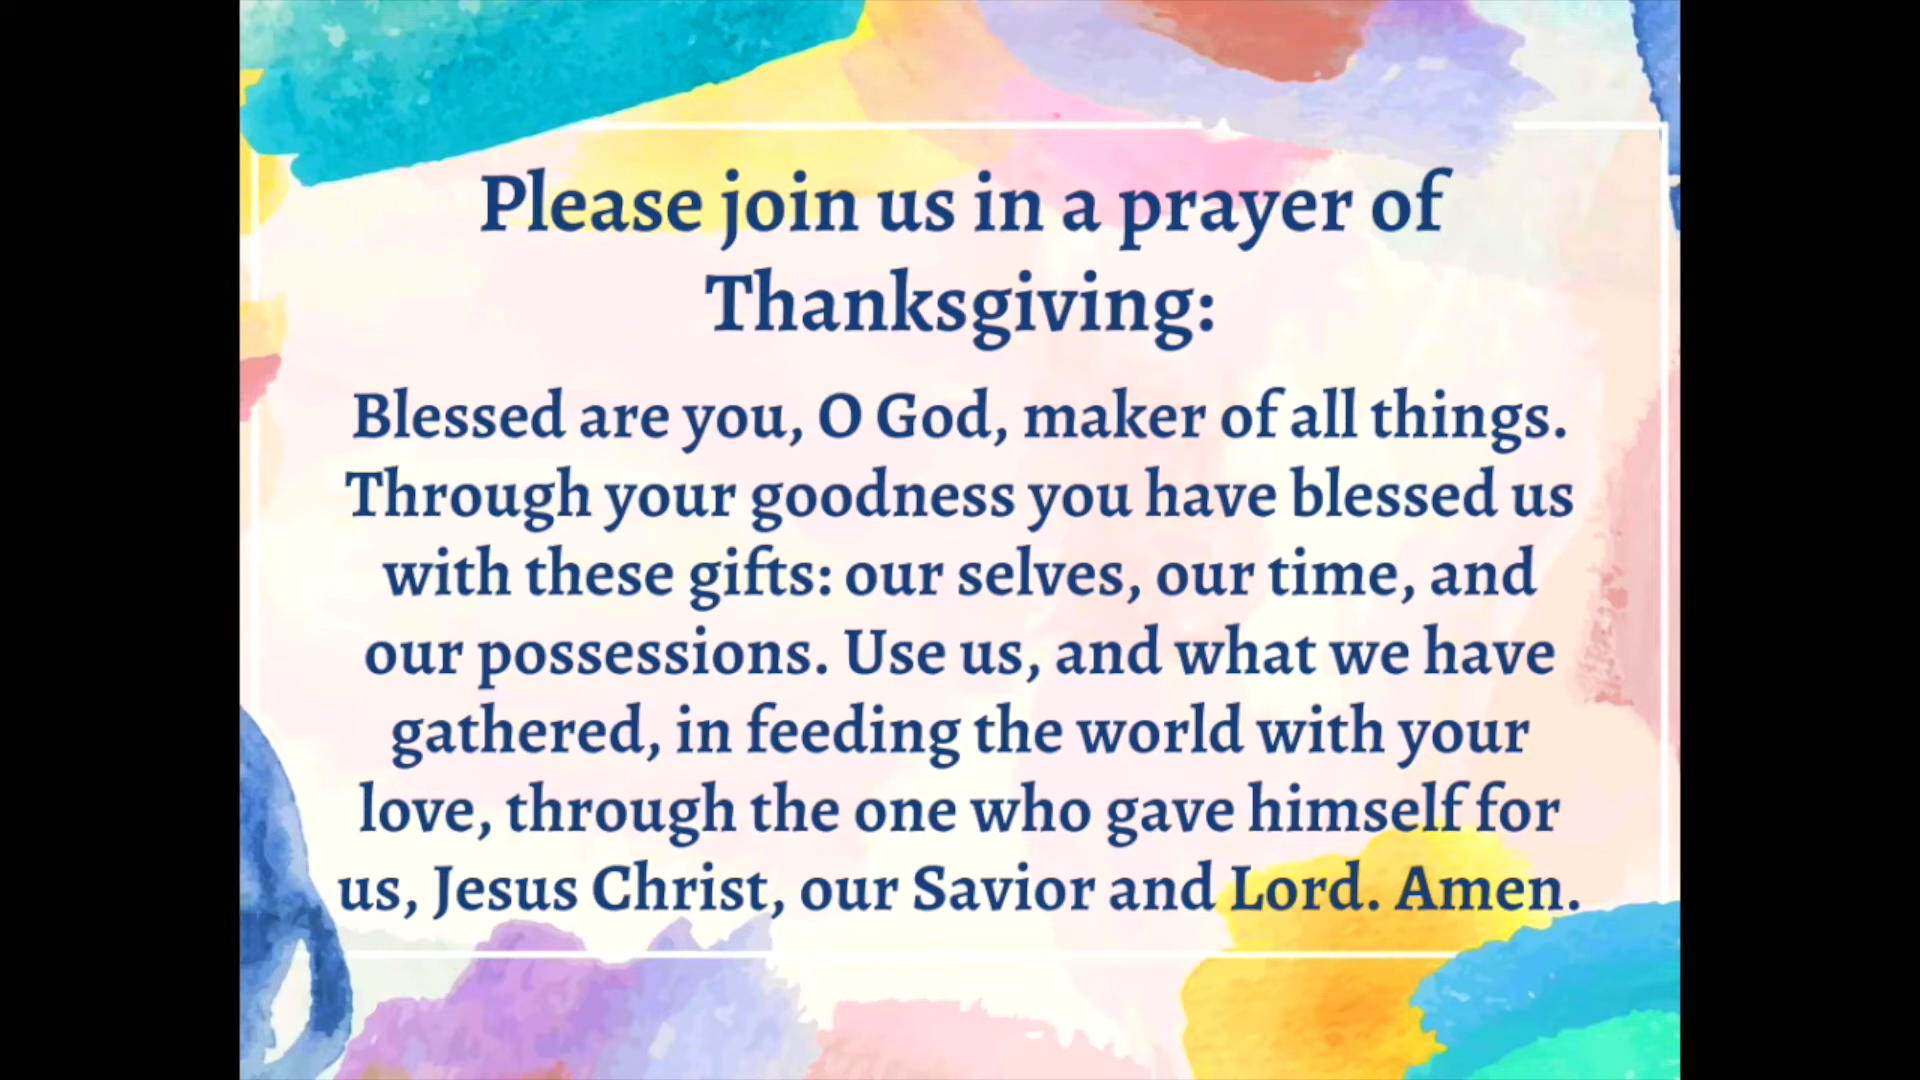 Please join us in a prayer of
Thanksgiving:
Blessed are you, O God, maker of all things.
Through your goodness you have blessed us
with these gifts: our selves, our time, and
our possessions. Use us, and what we have
gathered, in feeding the world with your
love, through the one who gave himself for
us, Jesus Christ, our Savior and Lord. Amen.